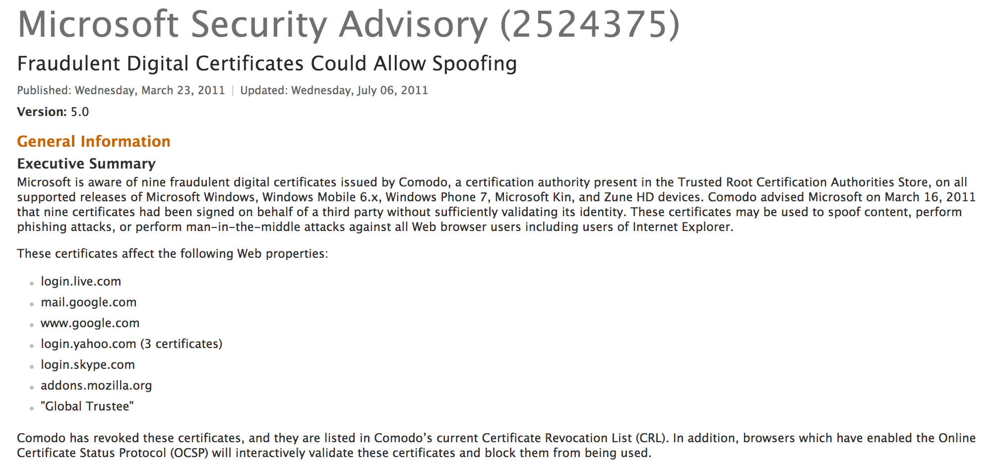 Microsoft Security Advisory (2524375)
Fraudulent Digital Certificates Could Allow Spoofing
Published: Wednesday, March 23, 2011 | Updated: Wednesday, July 06, 2011
Version: 5.0
General Information
Executive Summary
Microsoft is aware of nine fraudulent digital certificates issued by Comodo, a certification authority present in the Trusted Root Certification Authorities Store, on all
supported releases of Microsoft Windows, Windows Mobile 6.x, Windows Phone 7, Microsoft Kin, and Zune HD devices. Comodo advised Microsoft on March 16, 2011
that nine certificates had been signed on behalf of a third party without sufficiently validating its identity. These certificates may be used to spoof content, perform
phishing attacks, or perform man-in-the-middle attacks against all Web browser users including users of Internet Explorer.
These certificates affect the following Web properties:
login.live.com
mail.google.com
www.google.com
login.yahoo.com (3 certificates)
login.skype.com
addons.mozilla.org
"Global Trustee"
Comodo has revoked these certificates, and they are listed in Comodo’s current Certificate Revocation List (CRL). In addition, browsers which have enabled the Online
Certificate Status Protocol (OCSP) will interactively validate these certificates and block them from being used.